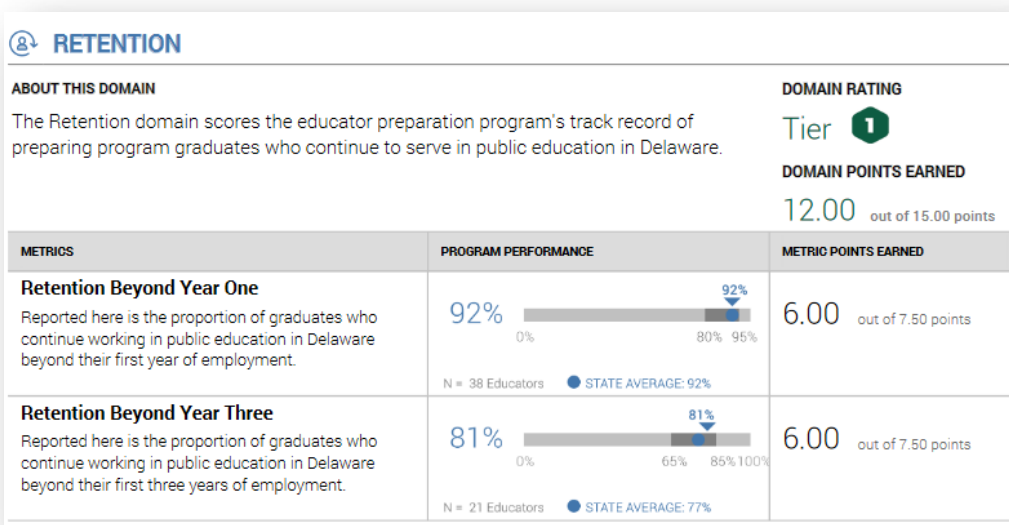 RETENTION
ABOUT THIS DOMAIN
The Retention domain scores the educator preparation program's track record of
preparing program graduates who continue to serve in public education in Delaware.
DOMAIN RATING
Tier 1
DOMAIN POINTS EARNED
12.00 out of 15.00 points
METRICS PROGRAM PERFORMANCE METRIC POINTS EARNED
Retention Beyond Year One
Reported here is the proportion of graduates who
continue working in public education in Delaware
beyond their first year of employment.
92%
92%
0% 80% 95%
N = 38 Educators STATE AVERAGE: 92%
6.00 out of 7.50 points
Retention Beyond Year Three
Reported here is the proportion of graduates who
continue working in public education in Delaware
beyond their first three years of employment.
81%
81%
0% 65% 85% 100%
N = 21 Educators STATE AVERAGE: 77%
6.00 out of 7.50 points